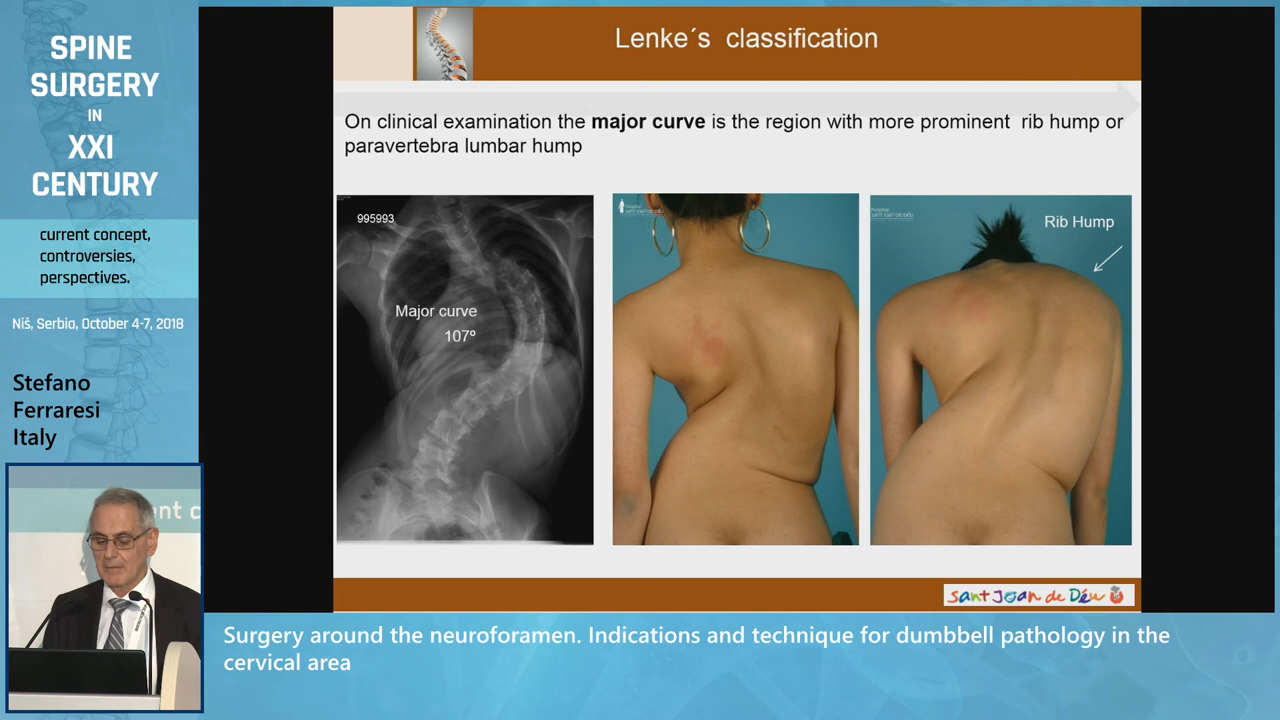 SPINE
SURGERY
IN
XXI
CENTURY
current concept,
controversies,
perspectives.
Niš, Serbia, October 4-7, 2018
Stefano
Ferraresi
Italy
ent c
Lenke´s classification
On clinical examination the major curve is the region with more prominent rib hump or
paravertebra lumbar hump
995993
Major curve
107º
Rib Hump
Sant Joan de Déu
Surgery around the neuroforamen. Indications and technique for dumbbell pathology in the
cervical area